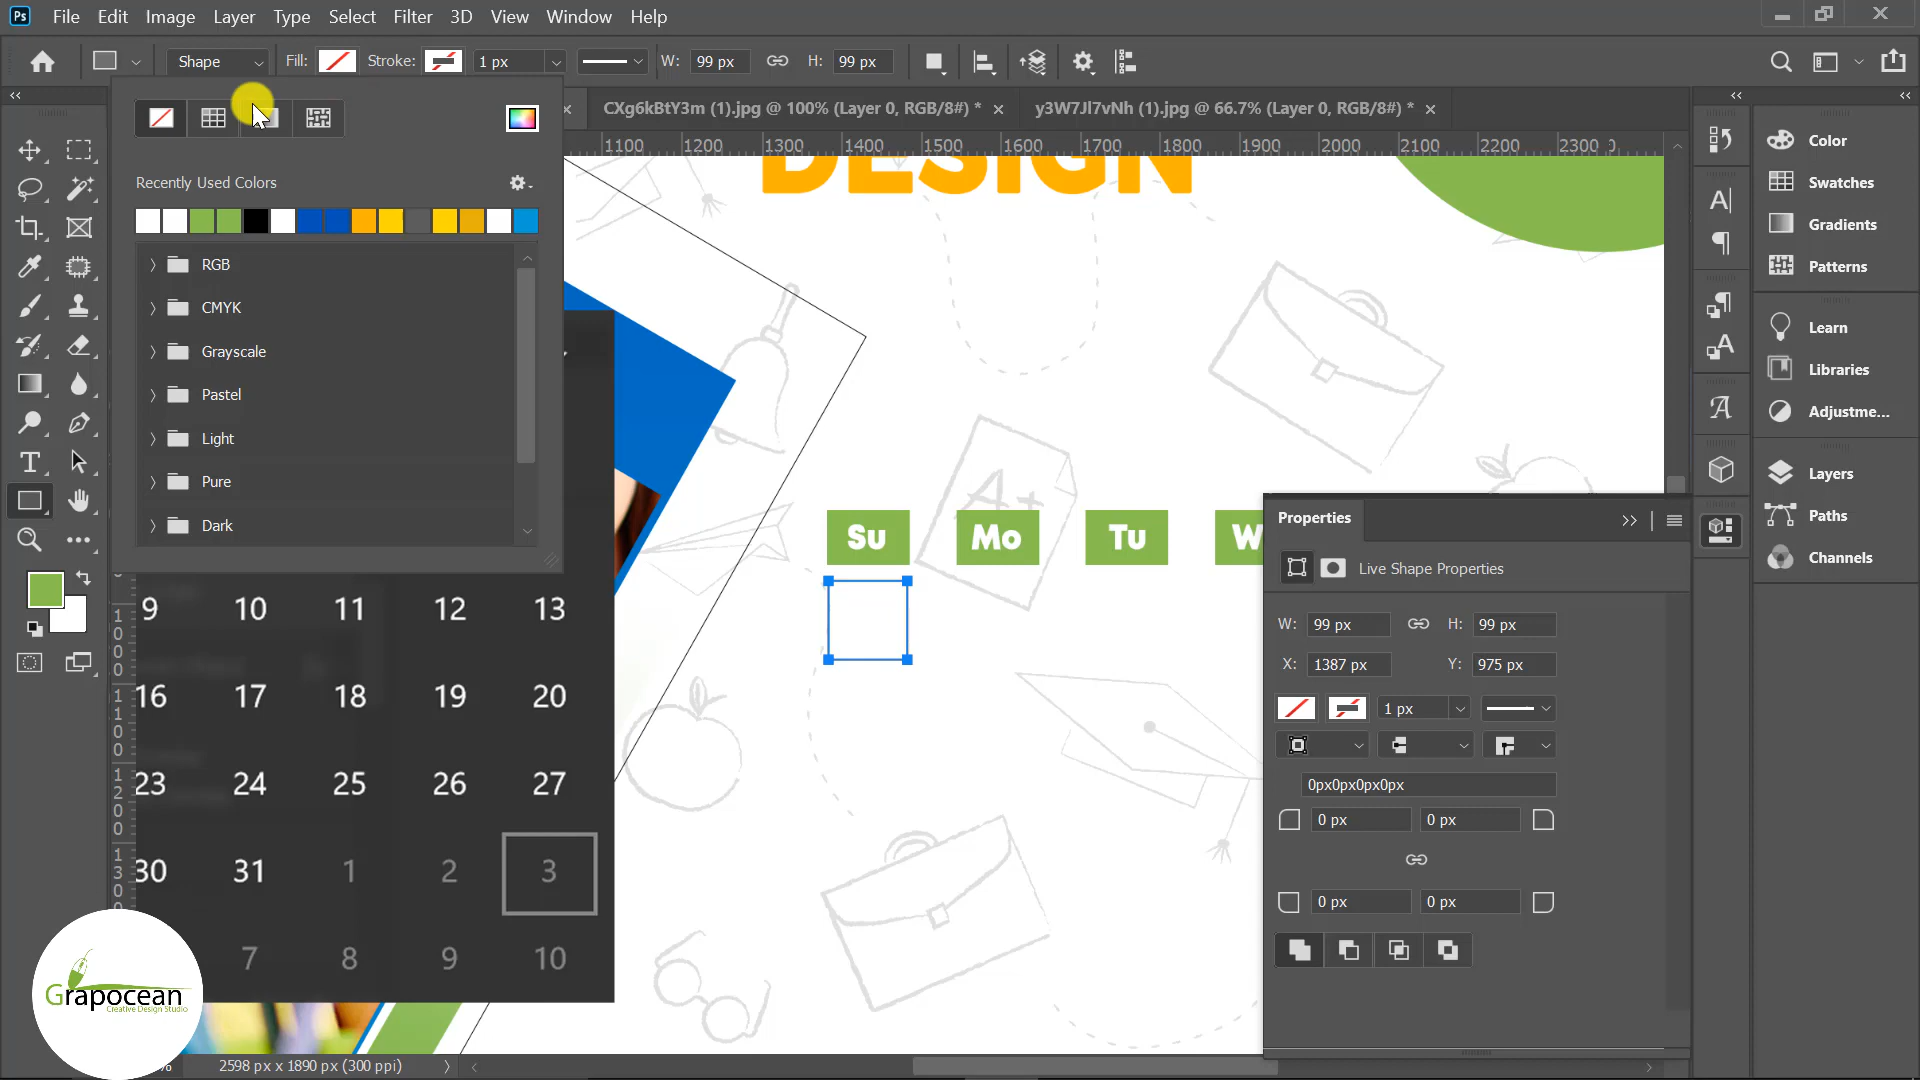 Ps File Edit Image Layer Type Select Filter 3D View Window Help
Shape Fill: Stroke: 1 px W: 99 px H: 99 px
CXg6kBtY3m (1).jpg @ 100% (Layer 0, RGB/8#) * y3W7Jl7vNh (1).jpg @ 66.7% (Layer 0, RGB/8#) *
1100 1200 1300 1400 1500 1600 1700 1800 1900 2000 2100 2200 2300
Recently Used Colors
RGB
CMYK
Grayscale
Pastel
Light
Pure
Dark
9 10 11 12 13
16 17 18 19 20
23 24 25 26 27
30 31 1 2 3
7 8 9 10
1000
1100
1200
1300
Grapocean
Creative Design Studio
2598 px x 1890 px (300 ppi)
DESIGN
A+
Su Mo Tu W
Properties
Live Shape Properties
W: 99 px H: 99 px
X: 1387 px Y: 975 px
1 px
0px0px0px0px
0 px 0 px
0 px 0 px
Color
Swatches
Gradients
Patterns
Learn
Libraries
Adjustme...
Layers
Paths
Channels